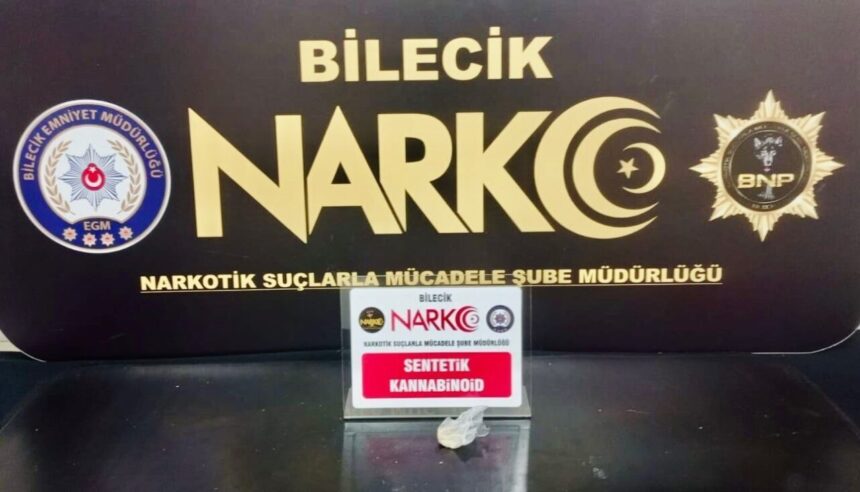 BİLECİK
NARKO
BİLECİK EMNİYET MÜDÜRLÜĞÜ
EGM
BNP
NARKOTİK SUÇLARLA MÜCADELE ŞUBE MÜDÜRLÜĞÜ
BİLECİK
NARKO
NARKO
NARKOTİK SUÇLARLA MÜCADELE ŞUBE MÜDÜRLÜĞÜ
SENTETİK
KANNABİNOİD